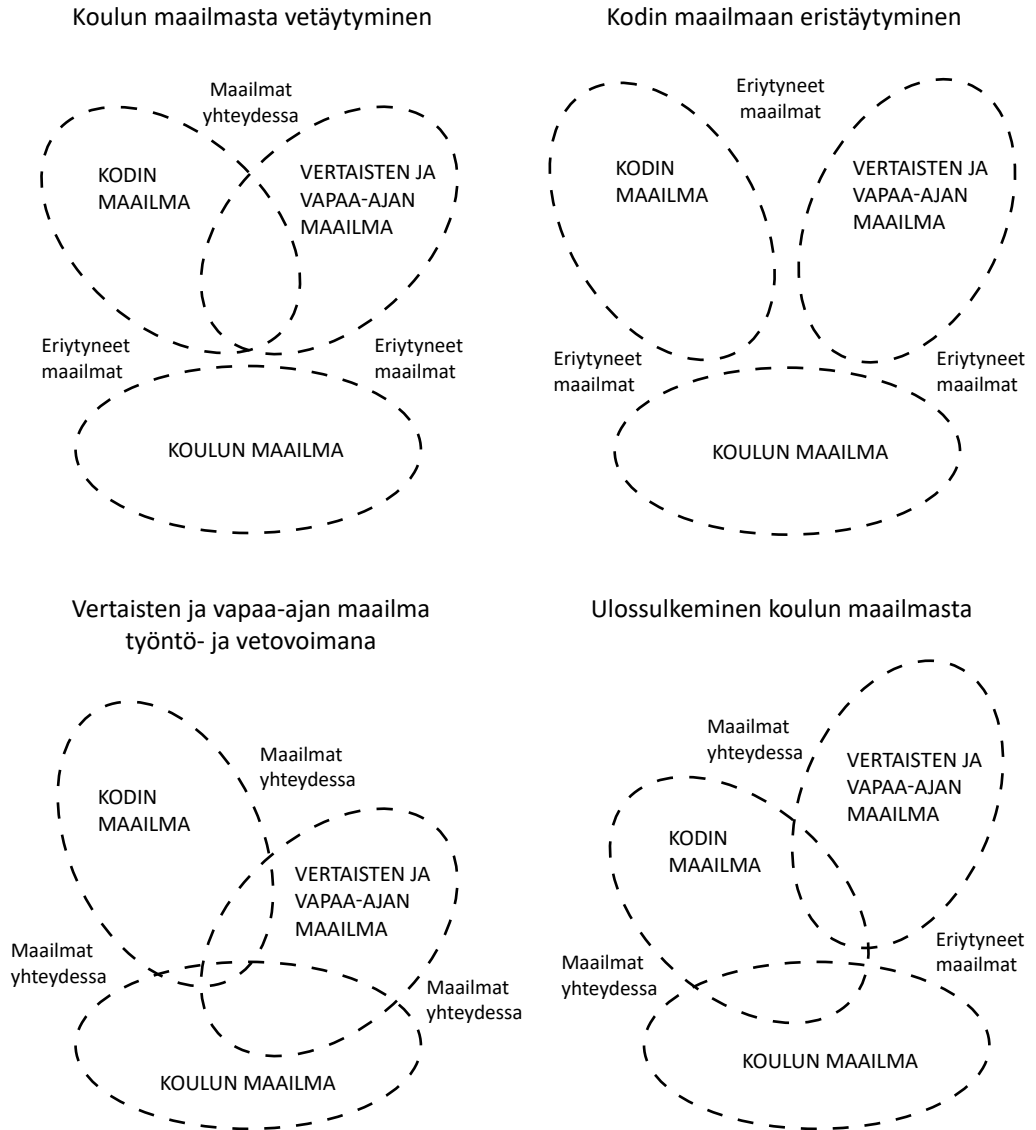 Koulun maailmasta vetäytyminen
Maailmat
yhteydessa
KODIN
MAAILMA
VERTAISTEN JA
VAPAA-AJAN
MAAILMA
Eriytyneet
maailmat
Eriytyneet
maailmat
KOULUN MAAILMA
Kodin maailmaan eristäytyminen
Eriytyneet
maailmat
KODIN
MAAILMA
VERTAISTEN JA
VAPAA-AJAN
MAAILMA
Eriytyneet
maailmat
Eriytyneet
maailmat
KOULUN MAAILMA
Vertaisten ja vapaa-ajan maailma
työntö- ja vetovoimana
Maailmat
yhteydessa
KODIN
MAAILMA
VERTAISTEN JA
VAPAA-AJAN
MAAILMA
Maailmat
yhteydessa
Maailmat
yhteydessa
KOULUN MAAILMA
Ulossulkeminen koulun maailmasta
Maailmat
yhteydessa
VERTAISTEN JA
VAPAA-AJAN
MAAILMA
KODIN
MAAILMA
Maailmat
yhteydessa
Eriytyneet
maailmat
KOULUN MAAILMA